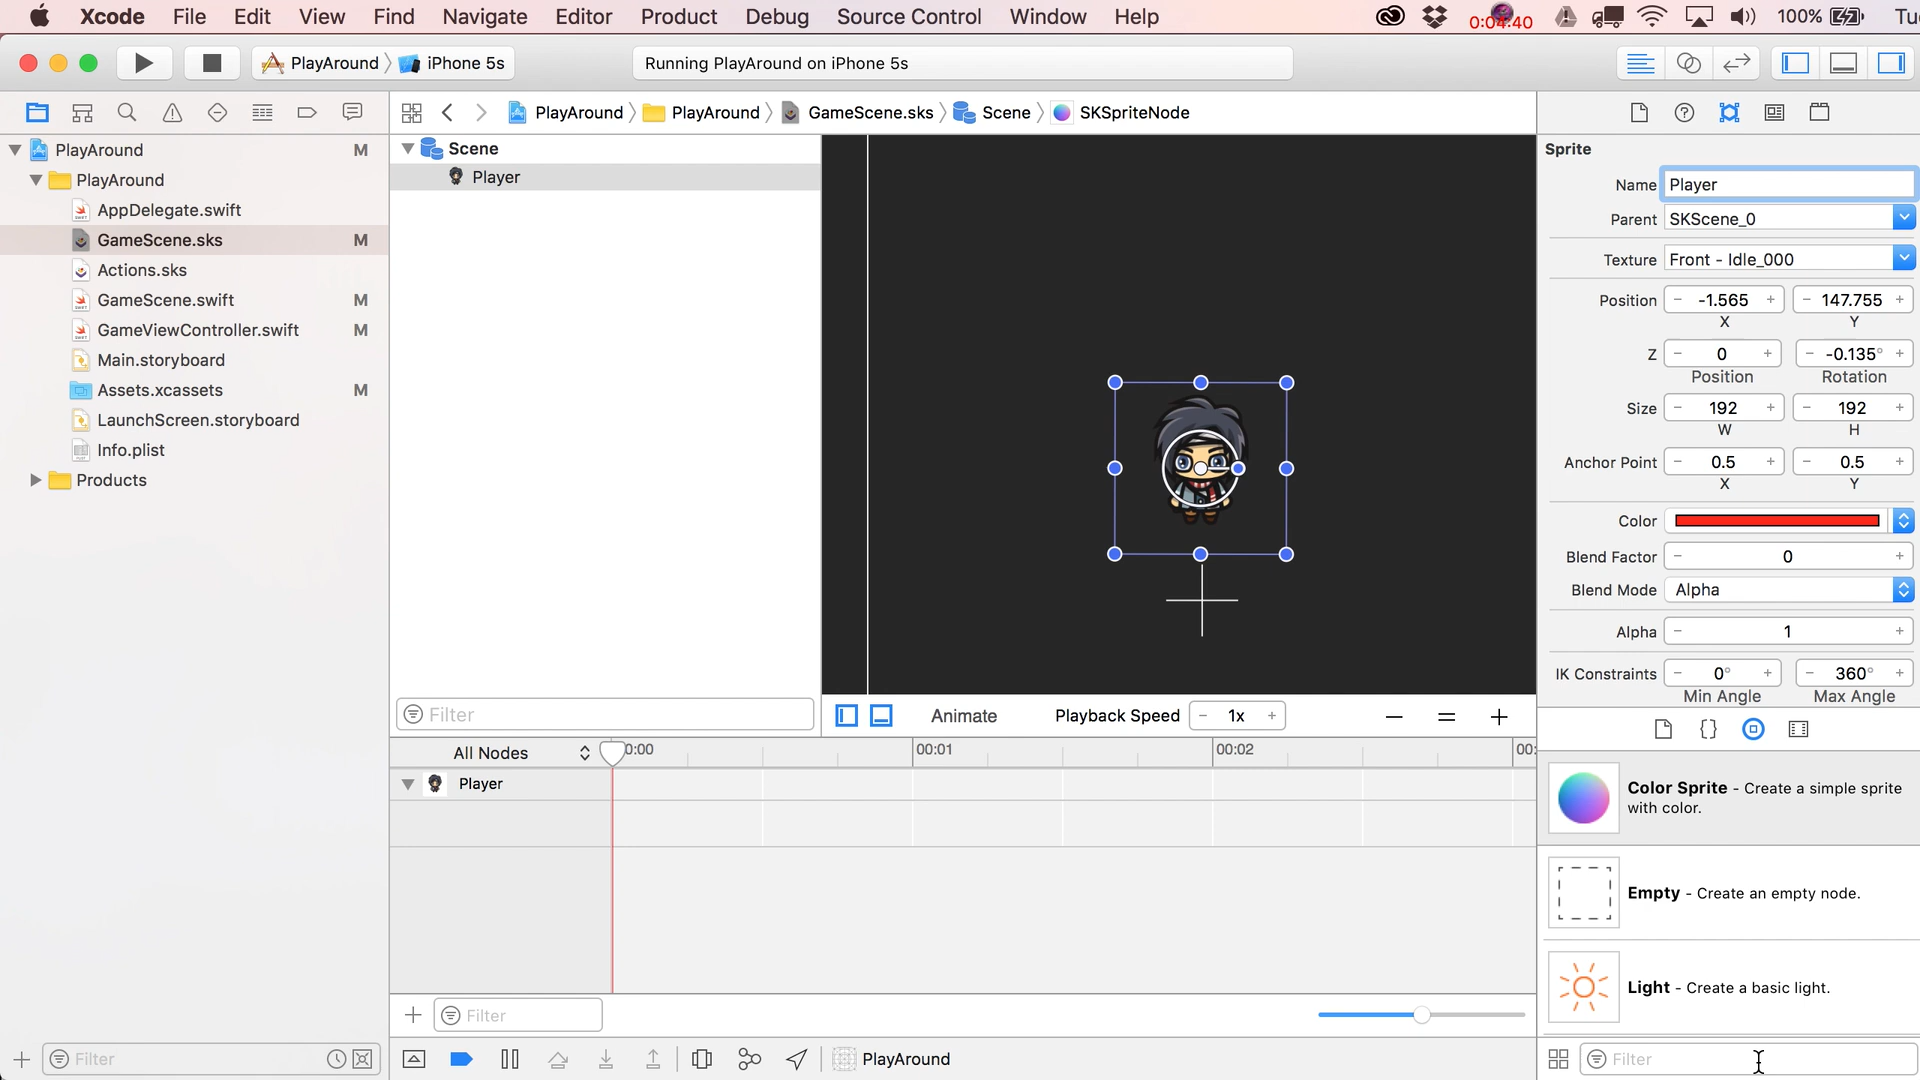 Xcode File Edit View Find Navigate Editor Product Debug Source Control Window Help 0:04:40 100% Tu
PlayAround iPhone 5s Running PlayAround on iPhone 5s
PlayAround PlayAround GameScene.sks Scene SKSpriteNode
PlayAround M
PlayAround
AppDelegate.swift
GameScene.sks M
Actions.sks
GameScene.swift M
GameViewController.swift M
Main.storyboard
Assets.xcassets M
LaunchScreen.storyboard
Info.plist
Products
Filter
Scene
Player
Filter
Animate Playback Speed - 1x +
All Nodes 0:00 00:01 00:02 00:
Player
Filter
PlayAround
Sprite
Name Player
Parent SKScene_0
Texture Front - Idle_000
Position - -1.565 + - 147.755 +
X Y
Z - 0 + - -0.135° +
Position Rotation
Size - 192 + - 192 +
W H
Anchor Point - 0.5 + - 0.5 +
X Y
Color
Blend Factor - 0 +
Blend Mode Alpha
Alpha - 1 +
IK Constraints - 0° + - 360° +
Min Angle Max Angle
Color Sprite - Create a simple sprite
with color.
Empty - Create an empty node.
Light - Create a basic light.
Filter